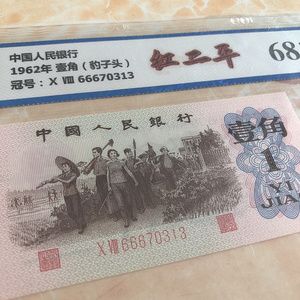 中国人民银行
1962年 壹角（豹子头）
冠号：X Ⅷ 66670313
红二平
68
中国人民银行
壹角
1
YI
JIAO
X Ⅷ 66670313